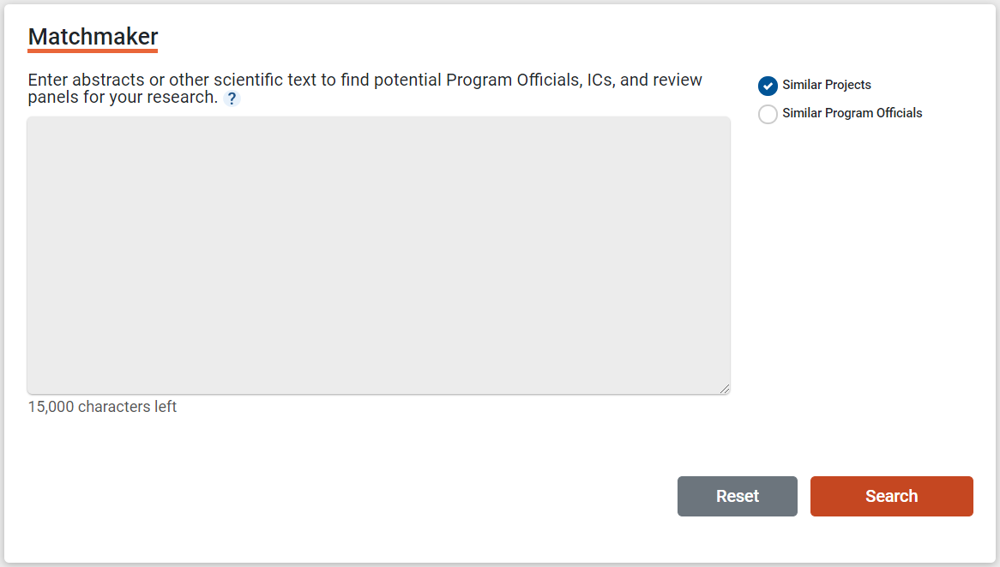 Matchmaker
Enter abstracts or other scientific text to find potential Program Officials, ICs, and review
panels for your research. ?
Similar Projects
Similar Program Officials
15,000 characters left
Reset
Search